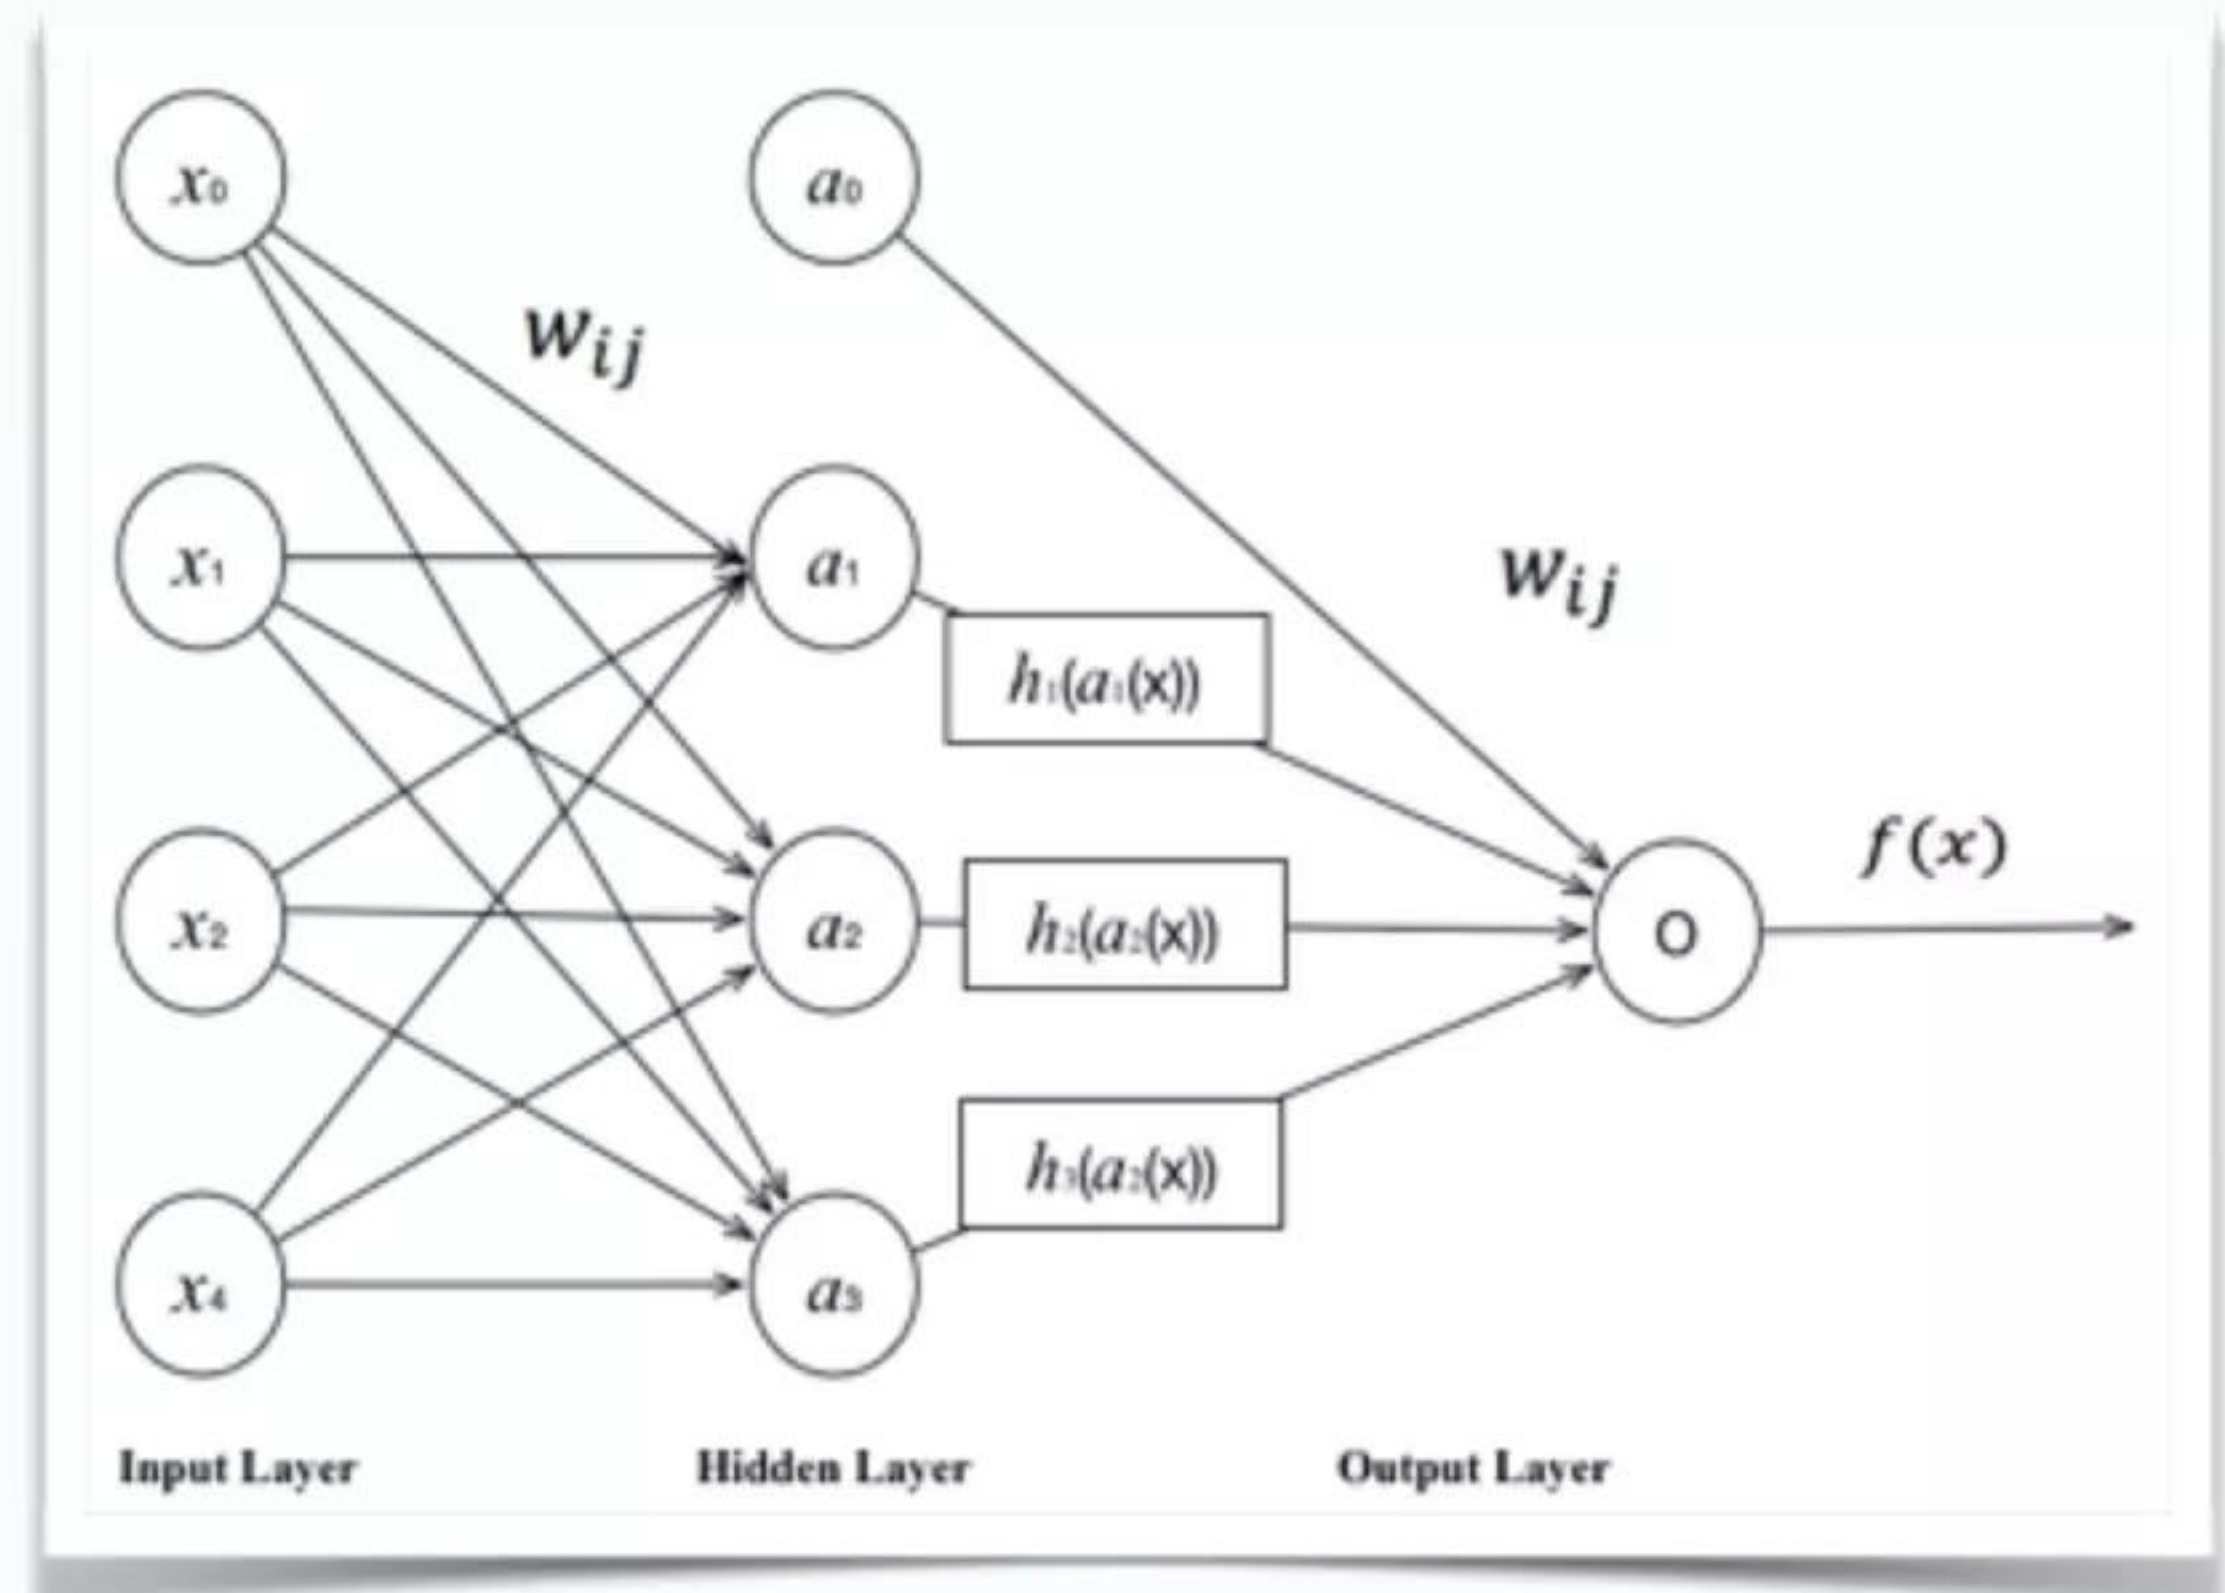 x₀
a₀
wᵢⱼ
x₁
a₁
wᵢⱼ
h₁(a₁(x))
f(x)
x₂
a₂
h₂(a₂(x))
O
h₃(a₂(x))
x₄
a₃
Input Layer
Hidden Layer
Output Layer